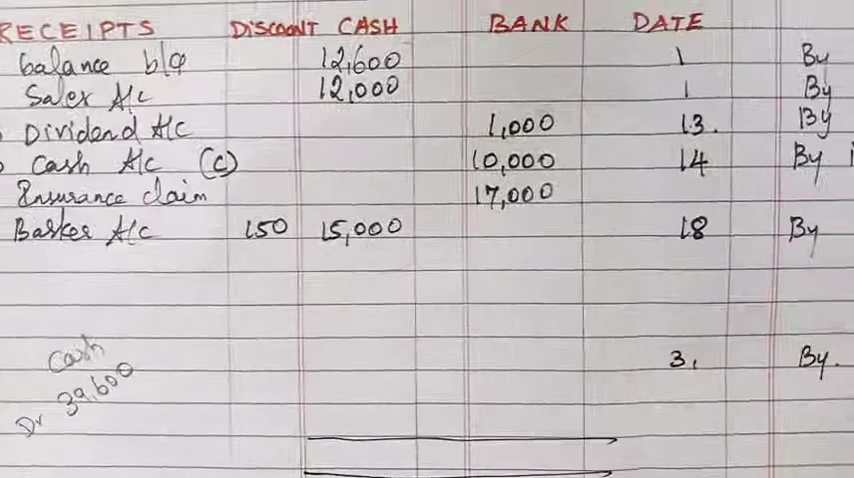 RECEIPTS DISCOUNT CASH BANK DATE
balance b/d 12,600 1 By
Sales A/c 12,000 1 By
Dividend A/c 1,000 13. By
Cash A/c (C) 10,000 14 By
Insurance claim 17,000
Basker A/c 150 15,000 18 By
Cash 31 By.
Dr 39,600